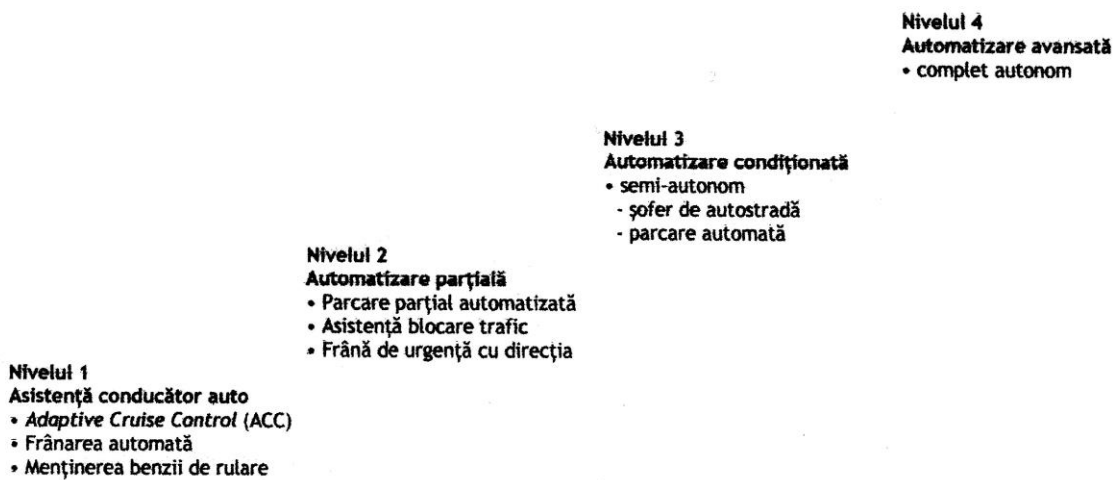 Nivelul 4
Automatizare avansată
• complet autonom
Nivelul 3
Automatizare condiționată
• semi-autonom
- șofer de autostradă
- parcare automată
Nivelul 2
Automatizare parțială
• Parcare parțial automatizată
• Asistență blocare trafic
• Frână de urgență cu direcția
Nivelul 1
Asistență conducător auto
• Adaptive Cruise Control (ACC)
• Frânarea automată
• Menținerea benzii de rulare